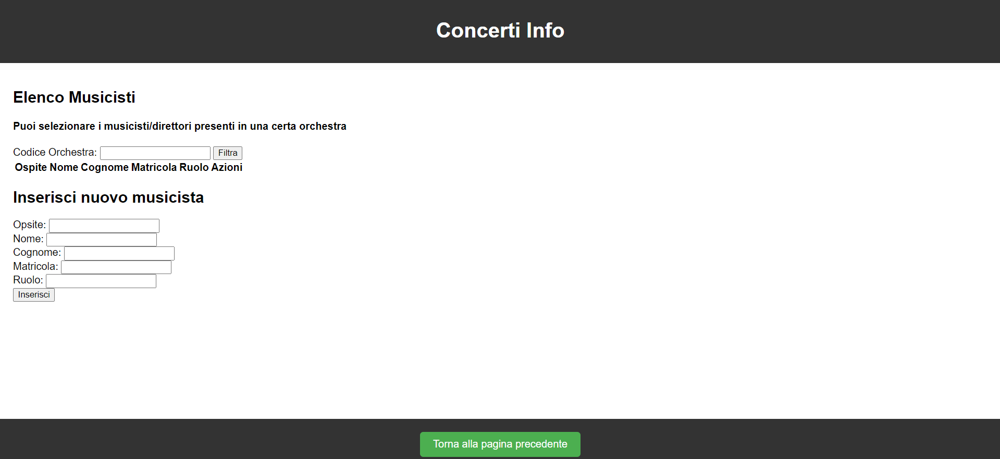 Concerti Info
Elenco Musicisti
Puoi selezionare i musicisti/direttori presenti in una certa orchestra
Codice Orchestra: Filtra
Ospite Nome Cognome Matricola Ruolo Azioni
Inserisci nuovo musicista
Opsite:
Nome:
Cognome:
Matricola:
Ruolo:
Inserisci
Torna alla pagina precedente